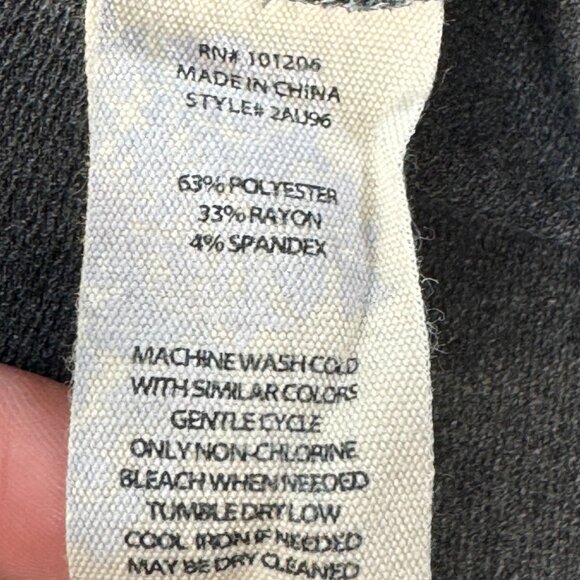 RN# 101206
MADE IN CHINA
STYLE# 2AU96
63% POLYESTER
33% RAYON
4% SPANDEX
MACHINE WASH COLD
WITH SIMILAR COLORS
GENTLE CYCLE
ONLY NON-CHLORINE
BLEACH WHEN NEEDED
TUMBLE DRY LOW
COOL IRON IF NEEDED
MAY BE DRY CLEANED